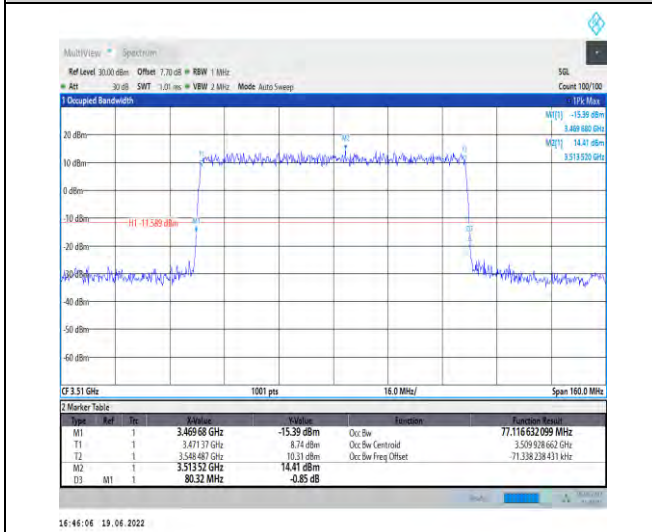 MultiView Spectrum
Ref Level 30.00 dBm Offset 7.70 dB RBW 1 MHz SGL
Att 30 dB SWT 1.01 ms VBW 2 MHz Mode Auto Sweep Count 100/100
1 Occupied Bandwidth 1Pk Max
M1[1] -15.39 dBm
3.469 680 GHz
M2[1] 14.41 dBm
3.513 520 GHz
20 dBm
M2
T1
T2
10 dBm
0 dBm
-10 dBm
H1 -11.589 dBm
M1
-20 dBm
D3
-30 dBm
-40 dBm
-50 dBm
-60 dBm
CF 3.51 GHz 1001 pts 16.0 MHz/ Span 160.0 MHz
2 Marker Table
Type Ref Trc X-Value Y-Value Function Function Result
M1 1 3.469 68 GHz -15.39 dBm Occ Bw 77.116 632 099 MHz
T1 1 3.471 37 GHz 8.74 dBm Occ Bw Centroid 3.509 928 662 GHz
T2 1 3.548 487 GHz 10.31 dBm Occ Bw Freq Offset -71.338 238 431 kHz
M2 1 3.513 52 GHz 14.41 dBm
D3 M1 1 80.32 MHz -0.85 dB
16:46:06 19.06.2022